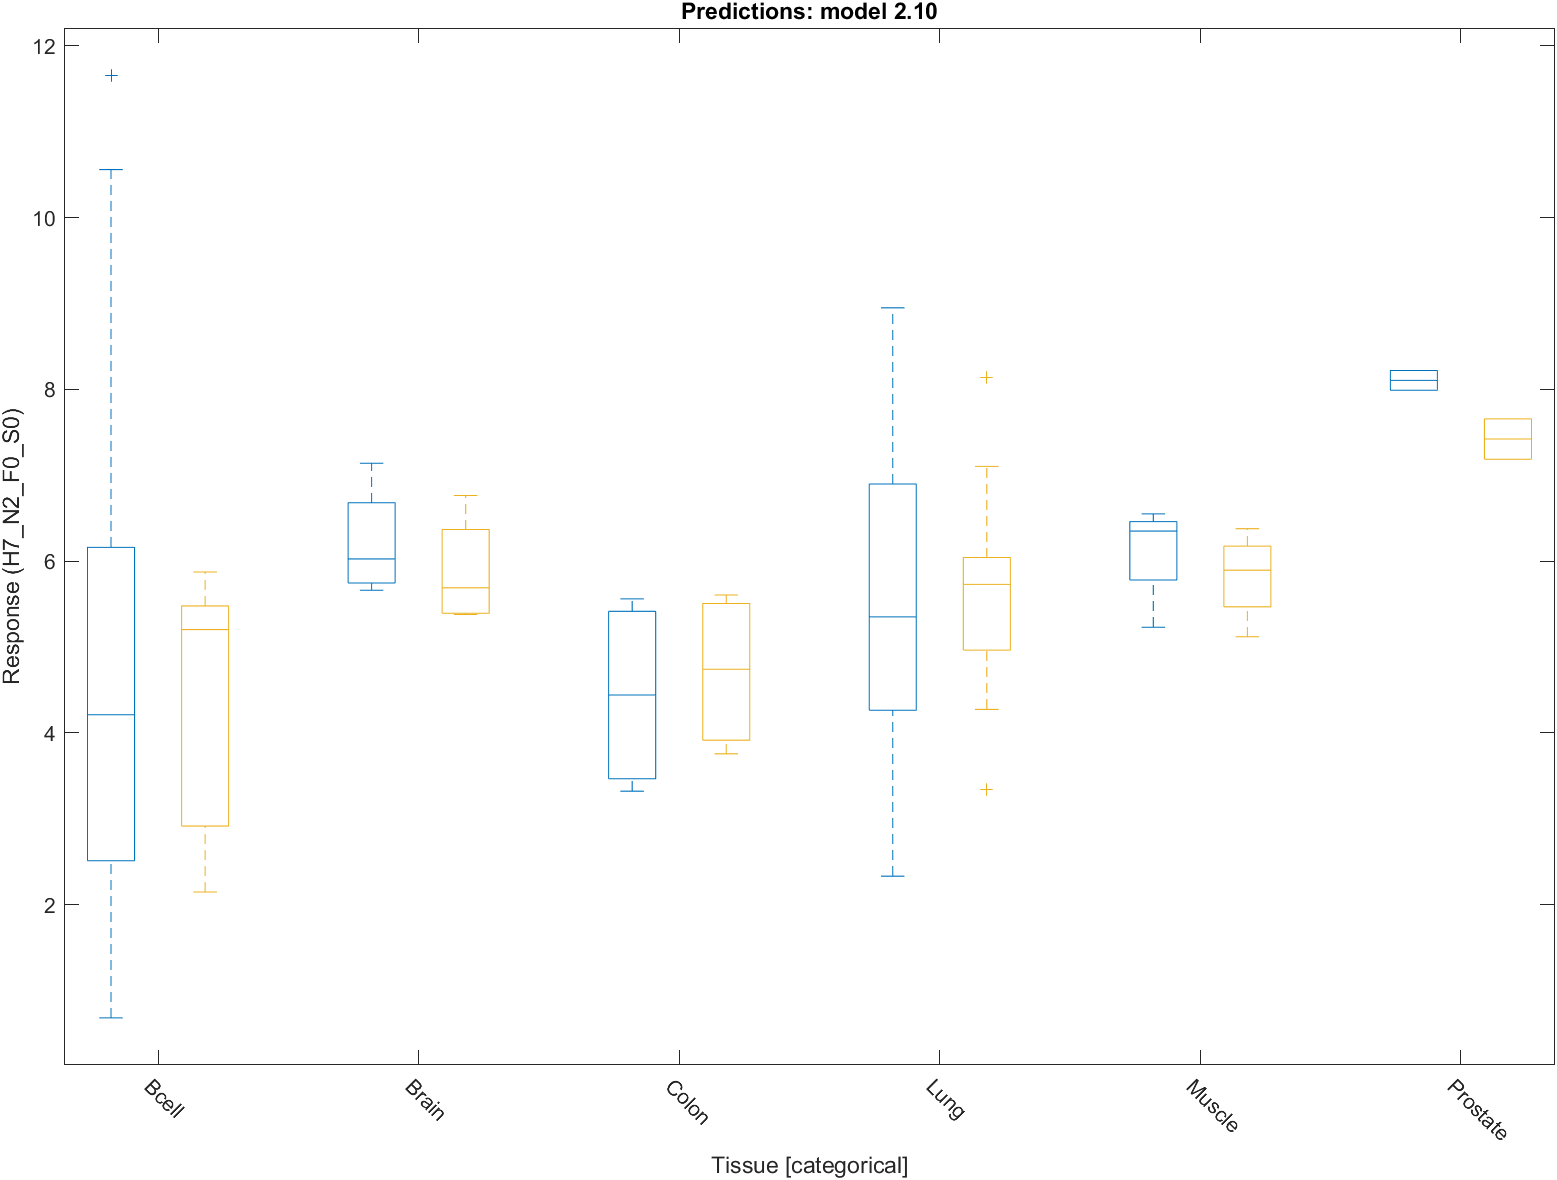 Predictions: model 2.10
12
10
8
6
4
2
Response (H7_N2_F0_S0)
Bcell
Brain
Colon
Lung
Muscle
Prostate
Tissue [categorical]